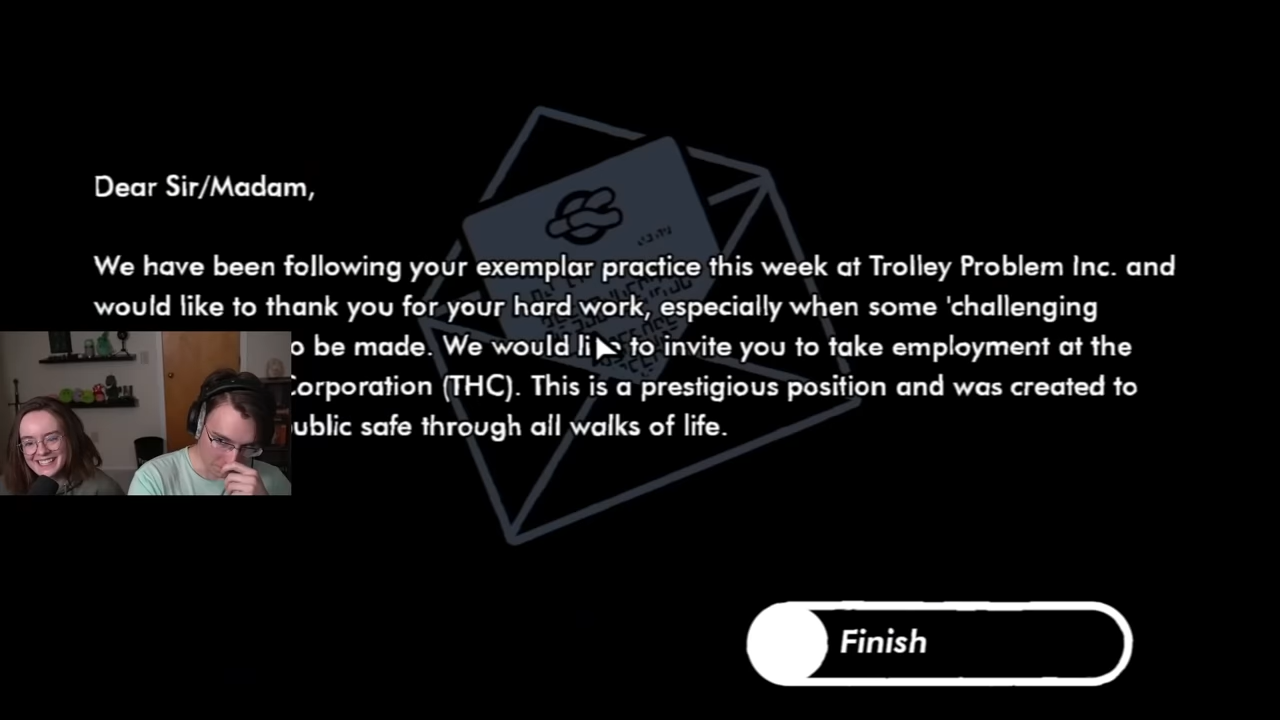 Dear Sir/Madam,
We have been following your exemplar practice this week at Trolley Problem Inc. and
would like to thank you for your hard work, especially when some 'challenging
o be made. We would to invite you to take employment at the
Corporation (THC). This is a prestigious position and was created to
ublic safe through all walks of life.
Finish